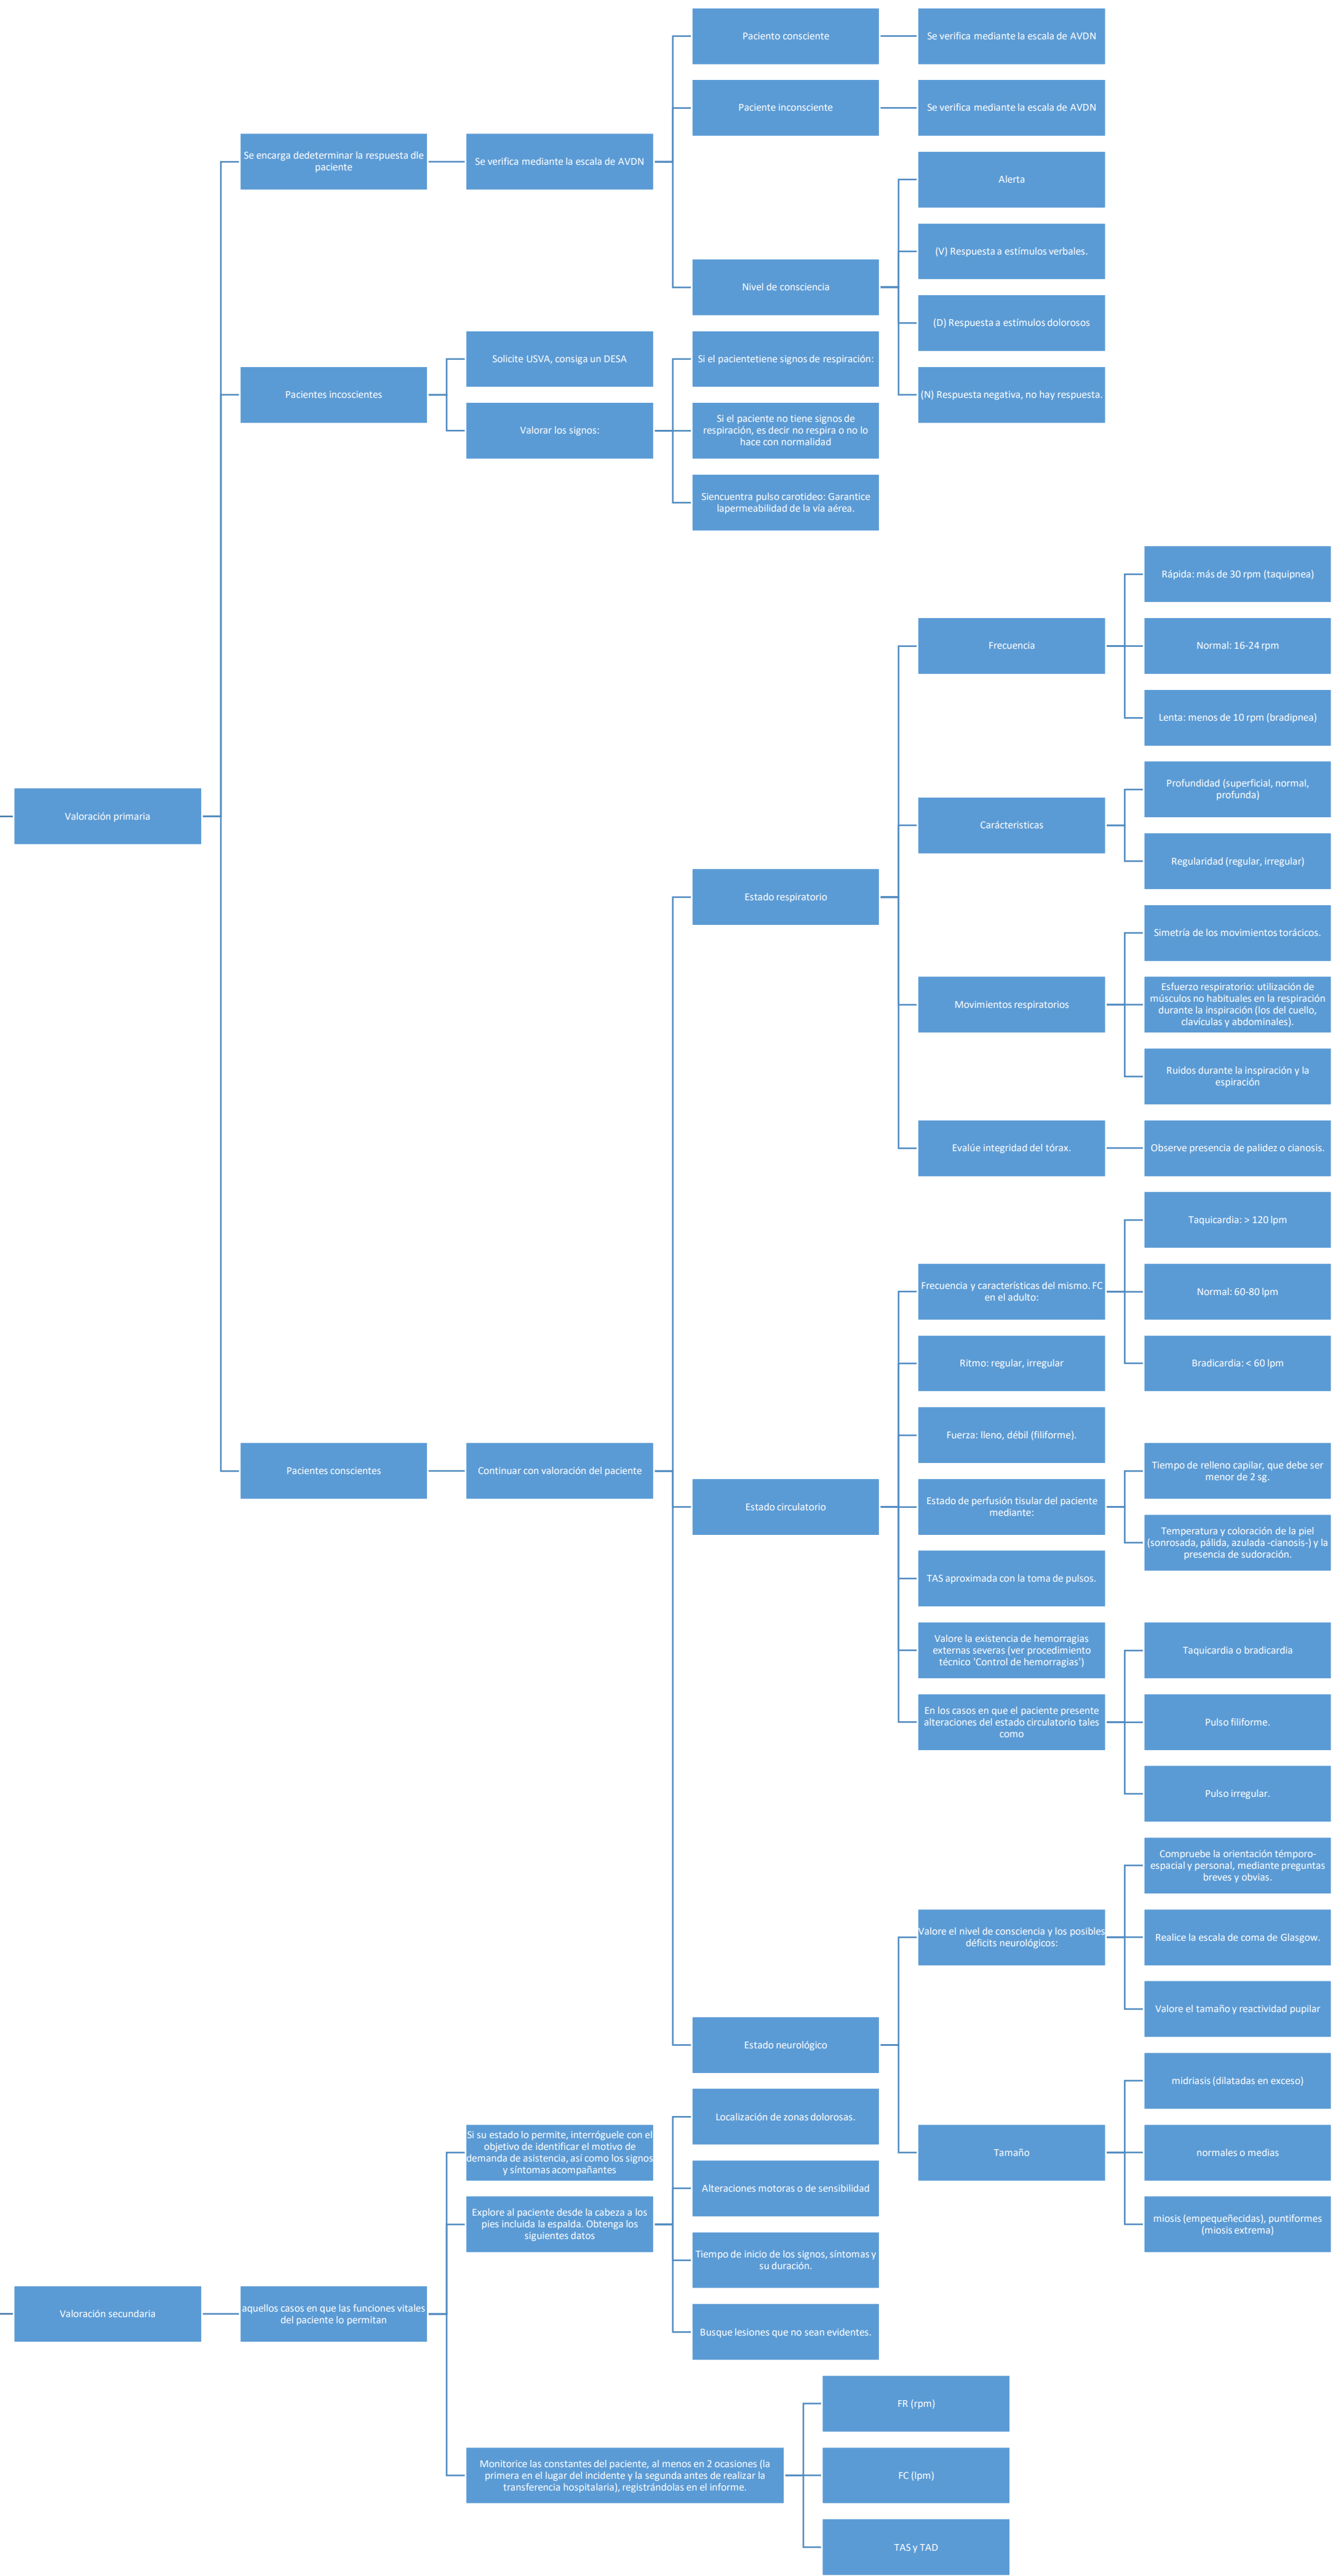 Valoración primaria
Se encarga dedeterminar la respuesta dle
paciente
Se verifica mediante la escala de AVDN
Paciento consciente
Se verifica mediante la escala de AVDN
Paciente inconsciente
Se verifica mediante la escala de AVDN
Nivel de consciencia
Alerta
(V) Respuesta a estímulos verbales.
(D) Respuesta a estímulos dolorosos
(N) Respuesta negativa, no hay respuesta.
Pacientes incoscientes
Solicite USVA, consiga un DESA
Valorar los signos:
Si el pacientetiene signos de respiración:
Si el paciente no tiene signos de
respiración, es decir no respira o no lo
hace con normalidad
Siencuentra pulso carotideo: Garantice
lapermeabilidad de la vía aérea.
Pacientes conscientes
Continuar con valoración del paciente
Estado respiratorio
Frecuencia
Rápida: más de 30 rpm (taquipnea)
Normal: 16-24 rpm
Lenta: menos de 10 rpm (bradipnea)
Carácteristicas
Profundidad (superficial, normal,
profunda)
Regularidad (regular, irregular)
Movimientos respiratorios
Simetría de los movimientos torácicos.
Esfuerzo respiratorio: utilización de
músculos no habituales en la respiración
durante la inspiración (los del cuello,
clavículas y abdominales).
Ruidos durante la inspiración y la
espiración
Evalúe integridad del tórax.
Observe presencia de palidez o cianosis.
Estado circulatorio
Frecuencia y características del mismo. FC
en el adulto:
Taquicardia: > 120 lpm
Normal: 60-80 lpm
Bradicardia: < 60 lpm
Ritmo: regular, irregular
Fuerza: lleno, débil (filiforme).
Estado de perfusión tisular del paciente
mediante:
Tiempo de relleno capilar, que debe ser
menor de 2 sg.
Temperatura y coloración de la piel
(sonrosada, pálida, azulada -cianosis-) y la
presencia de sudoración.
TAS aproximada con la toma de pulsos.
Valore la existencia de hemorragias
externas severas (ver procedimiento
técnico 'Control de hemorragias')
En los casos en que el paciente presente
alteraciones del estado circulatorio tales
como
Taquicardia o bradicardia
Pulso filiforme.
Pulso irregular.
Estado neurológico
Valore el nivel de consciencia y los posibles
déficits neurológicos:
Compruebe la orientación témporo-
espacial y personal, mediante preguntas
breves y obvias.
Realice la escala de coma de Glasgow.
Valore el tamaño y reactividad pupilar
Tamaño
midriasis (dilatadas en exceso)
normales o medias
miosis (empequeñecidas), puntiformes
(miosis extrema)
Valoración secundaria
aquellos casos en que las funciones vitales
del paciente lo permitan
Si su estado lo permite, interróguele con el
objetivo de identificar el motivo de
demanda de asistencia, así como los signos
y síntomas acompañantes
Explore al paciente desde la cabeza a los
pies incluida la espalda. Obtenga los
siguientes datos
Localización de zonas dolorosas.
Alteraciones motoras o de sensibilidad
Tiempo de inicio de los signos, síntomas y
su duración.
Busque lesiones que no sean evidentes.
Monitorice las constantes del paciente, al menos en 2 ocasiones (la
primera en el lugar del incidente y la segunda antes de realizar la
transferencia hospitalaria), registrándolas en el informe.
FR (rpm)
FC (lpm)
TAS y TAD